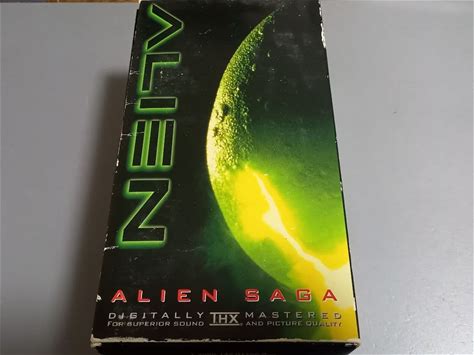 ALIEN
ALIEN SAGA
DIGITALLY THX MASTERED
FOR SUPERIOR SOUND AND PICTURE QUALITY